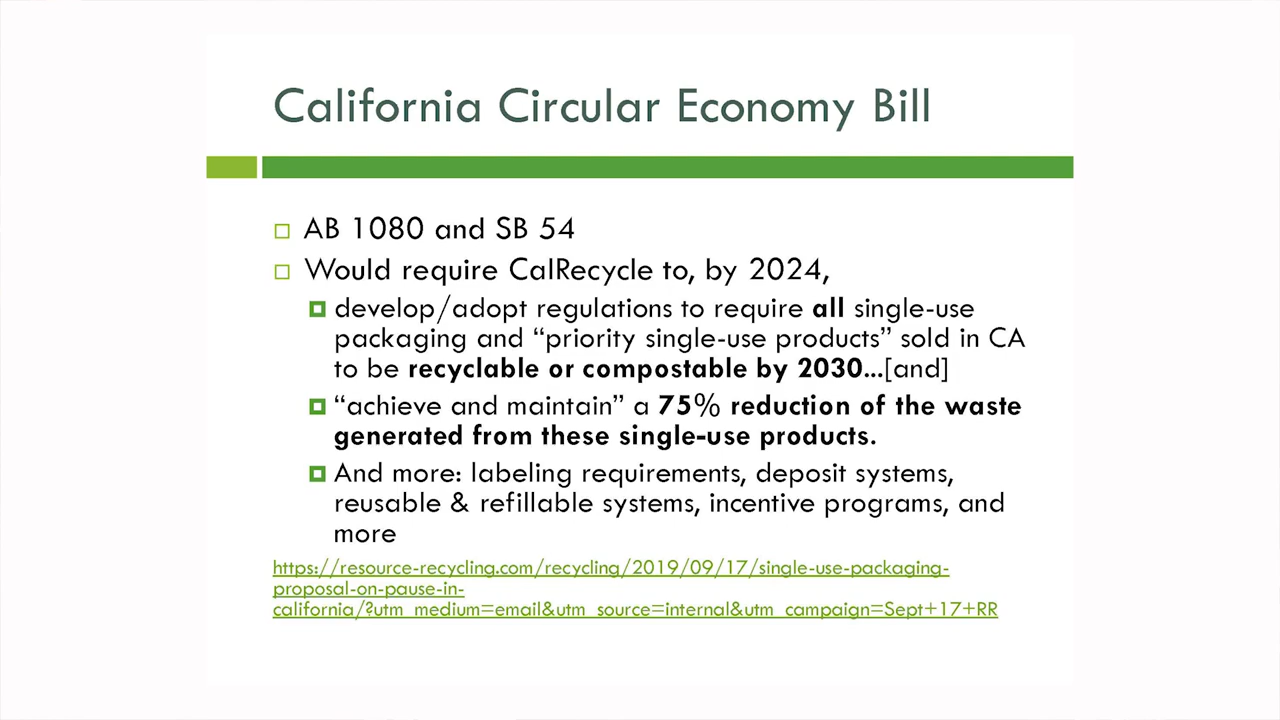 California Circular Economy Bill
AB 1080 and SB 54
Would require CalRecycle to, by 2024,
develop/adopt regulations to require all single-use
packaging and “priority single-use products” sold in CA
to be recyclable or compostable by 2030...[and]
“achieve and maintain” a 75% reduction of the waste
generated from these single-use products.
And more: labeling requirements, deposit systems,
reusable & refillable systems, incentive programs, and
more
https://resource-recycling.com/recycling/2019/09/17/single-use-packaging-
proposal-on-pause-in-
california/?utm_medium=email&utm_source=internal&utm_campaign=Sept+17+RR